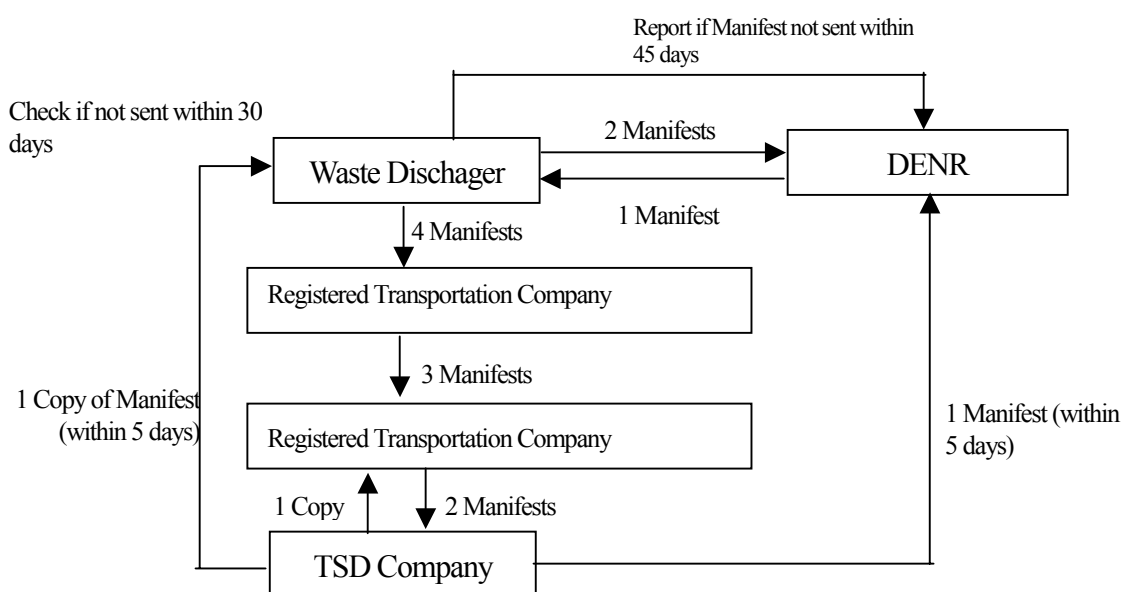 Report if Manifest not sent within
45 days
Check if not sent within 30
days
2 Manifests
Waste Dischager
DENR
1 Manifest
4 Manifests
Registered Transportation Company
3 Manifests
1 Copy of Manifest
(within 5 days)
Registered Transportation Company
1 Manifest (within
5 days)
1 Copy
2 Manifests
TSD Company